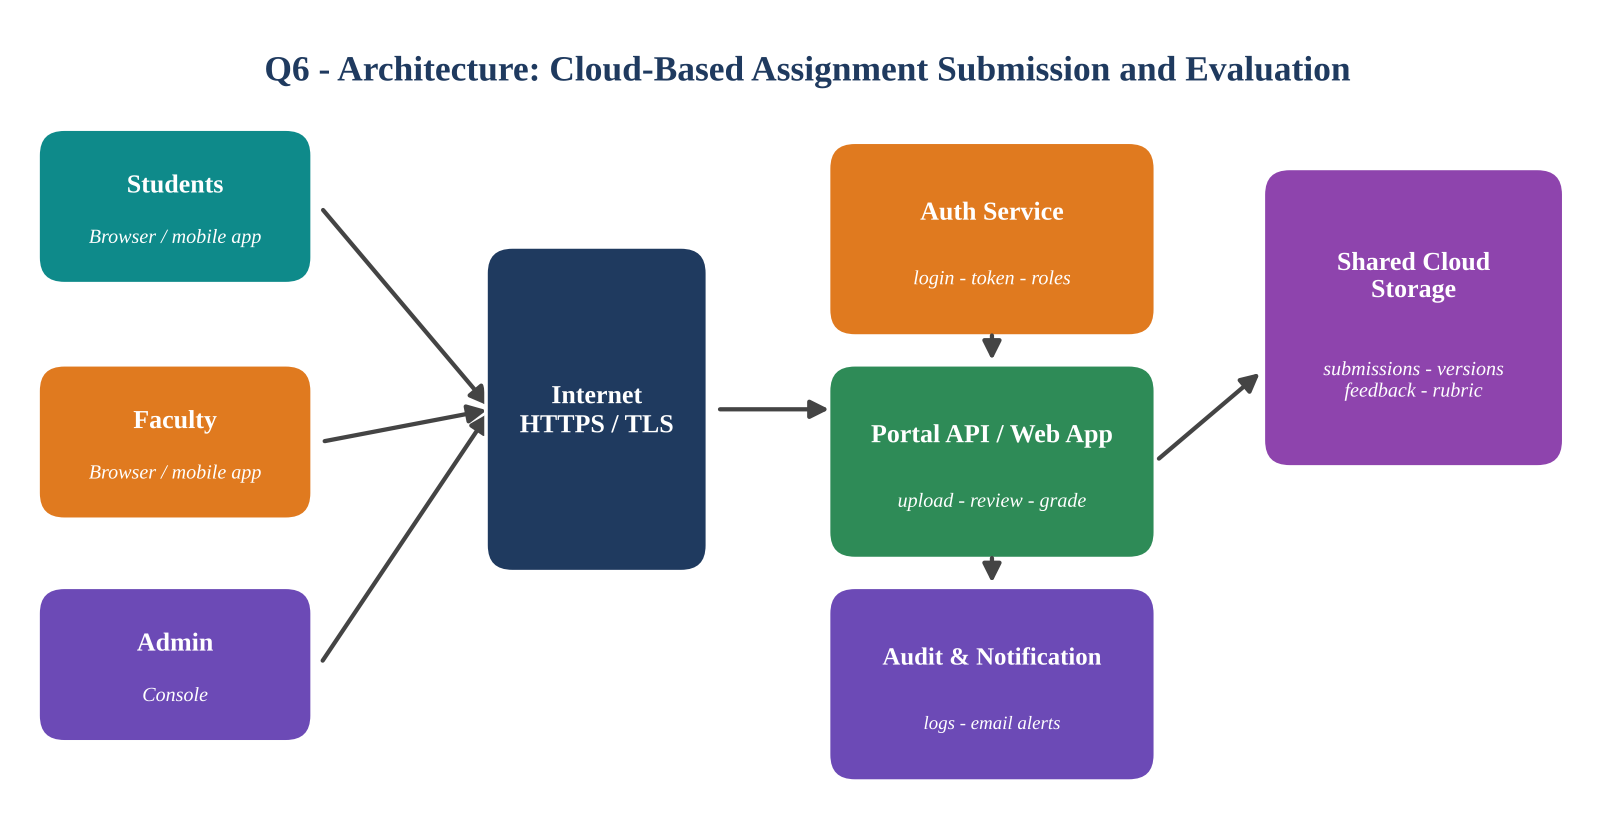 Q6 - Architecture: Cloud-Based Assignment Submission and Evaluation
Students
Browser / mobile app
Faculty
Browser / mobile app
Admin
Console
Internet
HTTPS / TLS
Auth Service
login - token - roles
Portal API / Web App
upload - review - grade
Audit & Notification
logs - email alerts
Shared Cloud
Storage
submissions - versions
feedback - rubric